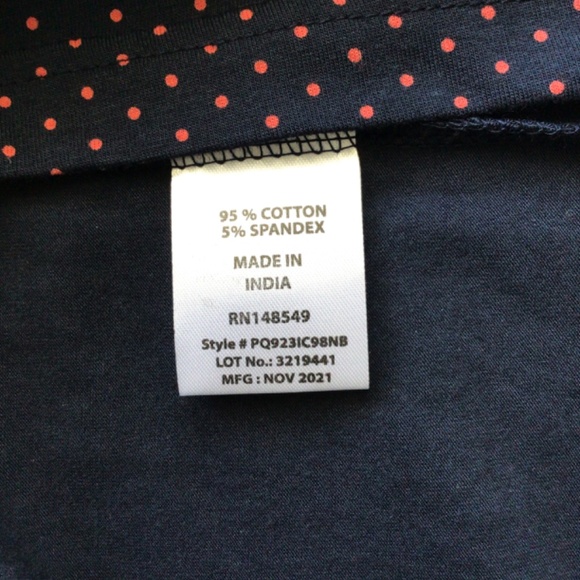 95 % COTTON
5% SPANDEX
MADE IN
INDIA
RN148549
Style # PQ923IC98NB
LOT No.: 3219441
MFG : NOV 2021